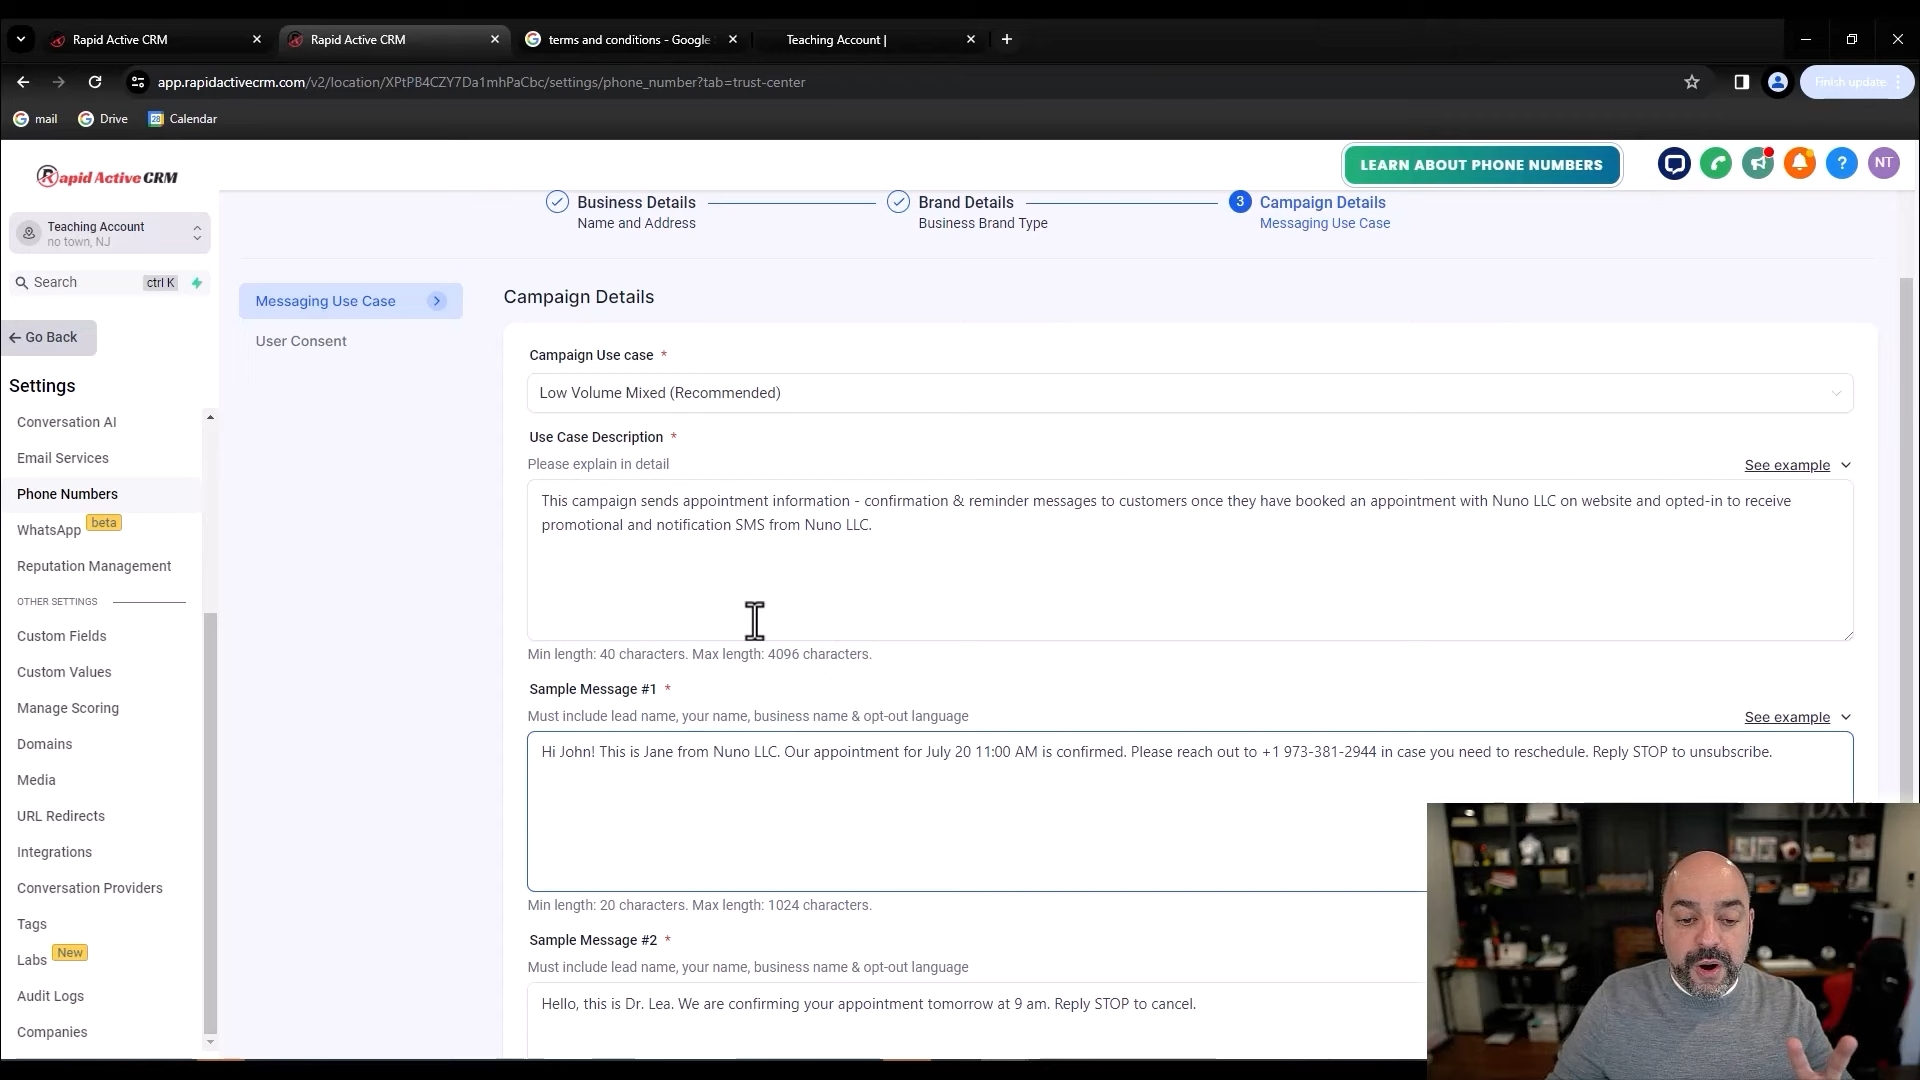 Rapid Active CRM
Rapid Active CRM
terms and conditions - Google
Teaching Account |
app.rapidactivecrm.com/v2/location/XPtPB4CZY7Da1mhPaCbc/settings/phone_number?tab=trust-center
Finish update
mail
Drive
28
Calendar
Rapid Active CRM
LEARN ABOUT PHONE NUMBERS
?
NT
Teaching Account
no town, NJ
Search
ctrl K
Go Back
Settings
Conversation AI
Email Services
Phone Numbers
WhatsApp beta
Reputation Management
OTHER SETTINGS
Custom Fields
Custom Values
Manage Scoring
Domains
Media
URL Redirects
Integrations
Conversation Providers
Tags
Labs New
Audit Logs
Companies
Business Details
Name and Address
Brand Details
Business Brand Type
3
Campaign Details
Messaging Use Case
Messaging Use Case
User Consent
Campaign Details
Campaign Use case *
Low Volume Mixed (Recommended)
Use Case Description *
Please explain in detail
See example
This campaign sends appointment information - confirmation & reminder messages to customers once they have booked an appointment with Nuno LLC on website and opted-in to receive
promotional and notification SMS from Nuno LLC.
Min length: 40 characters. Max length: 4096 characters.
Sample Message #1 *
Must include lead name, your name, business name & opt-out language
See example
Hi John! This is Jane from Nuno LLC. Our appointment for July 20 11:00 AM is confirmed. Please reach out to +1 973-381-2944 in case you need to reschedule. Reply STOP to unsubscribe.
Min length: 20 characters. Max length: 1024 characters.
Sample Message #2 *
Must include lead name, your name, business name & opt-out language
Hello, this is Dr. Lea. We are confirming your appointment tomorrow at 9 am. Reply STOP to cancel.